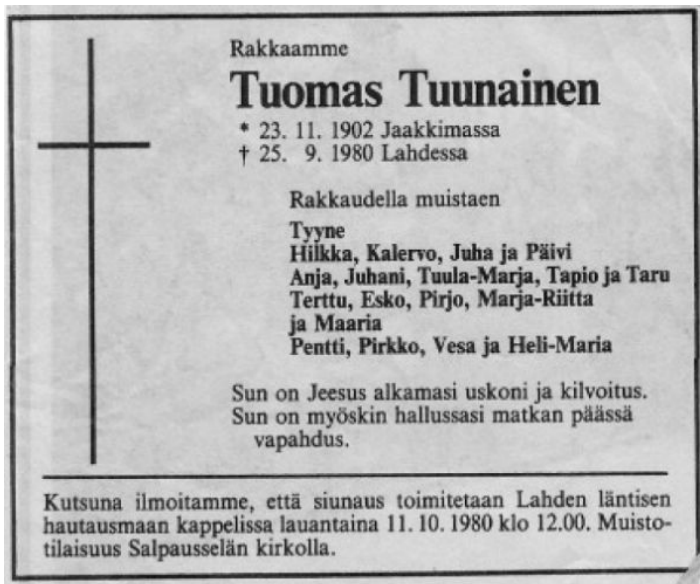 Rakkaamme
Tuomas Tuunainen
* 23. 11. 1902 Jaakkimassa
† 25. 9. 1980 Lahdessa
Rakkaudella muistaen
Tyyne
Hilkka, Kalervo, Juha ja Päivi
Anja, Juhani, Tuula-Marja, Tapio ja Taru
Terttu, Esko, Pirjo, Marja-Riitta
ja Maaria
Pentti, Pirkko, Vesa ja Heli-Maria
Sun on Jeesus alkamasi uskoni ja kilvoitus.
Sun on myöskin hallussasi matkan päässä
vapahdus.
Kutsuna ilmoitamme, että siunaus toimitetaan Lahden läntisen
hautausmaan kappelissa lauantaina 11. 10. 1980 klo 12.00. Muisto-
tilaisuus Salpausselän kirkolla.